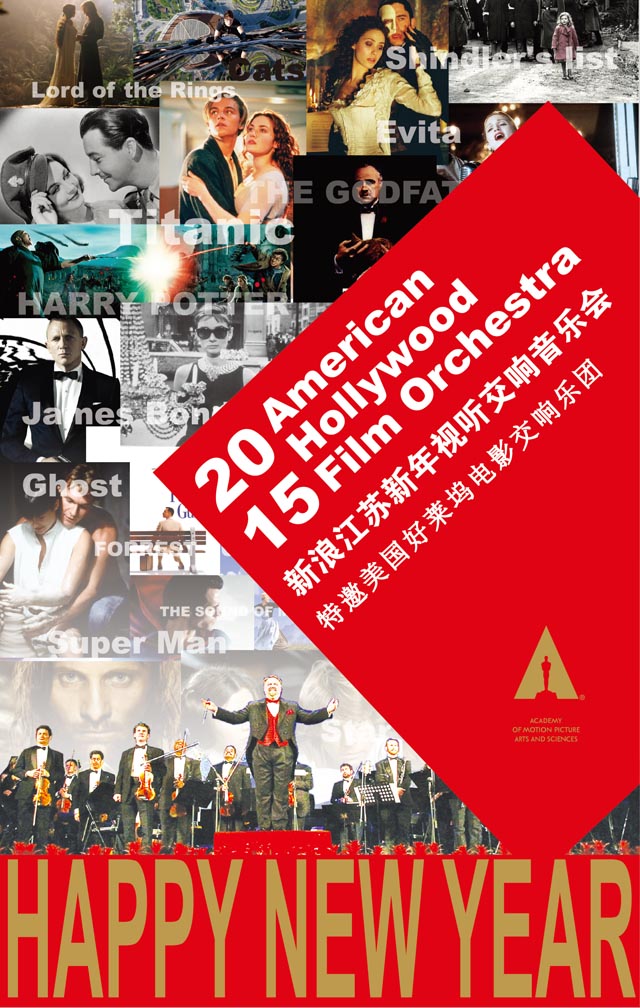 Cats
Shindler's list
Lord of the Rings
Evita
THE GODFAT
Titanic
HARRY POTTER
James Bon
Ghost
FORREST
THE SOUND OF
Super Man
Sta
20 American
Hollywood
15 Film Orchestra
新浪江苏新年视听交响音乐会
特邀美国好莱坞电影交响乐团
®
ACADEMY
OF MOTION PICTURE
ARTS AND SCIENCES
HAPPY NEW YEAR